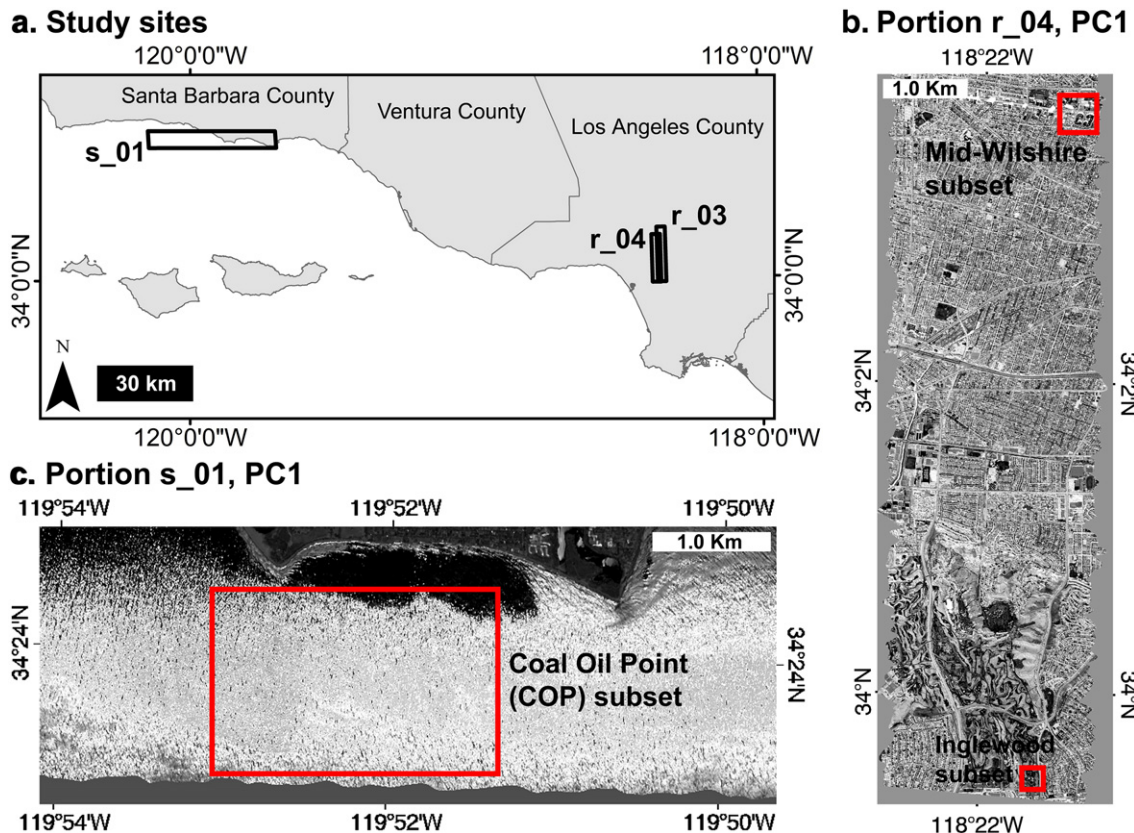 a. Study sites
120°0'0"W
118°0'0"W
Santa Barbara County
Ventura County
Los Angeles County
s_01
r_03
r_04
34°0'0"N
34°0'0"N
N
30 km
120°0'0"W
118°0'0"W
b. Portion r_04, PC1
118°22'W
1.0 Km
Mid-Wilshire
subset
34°2'N
34°2'N
34°N
34°N
Inglewood
subset
118°22'W
c. Portion s_01, PC1
119°54'W
119°52'W
119°50'W
1.0 Km
34°24'N
34°24'N
Coal Oil Point
(COP) subset
119°54'W
119°52'W
119°50'W